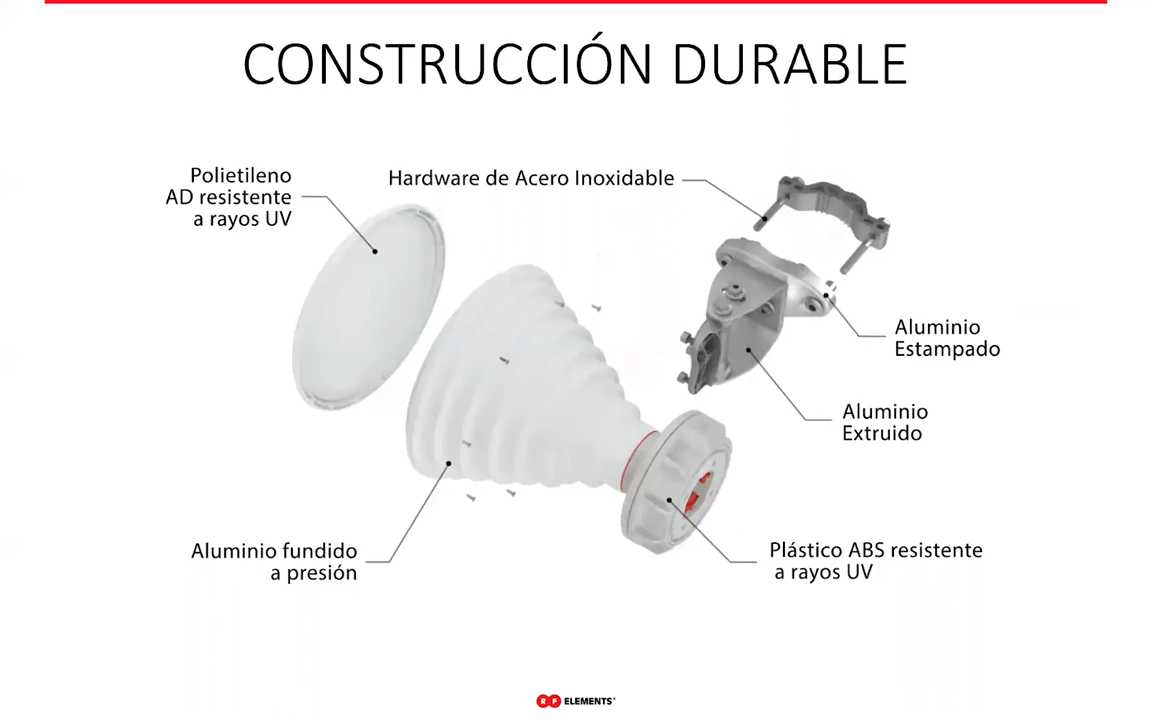 CONSTRUCCIÓN DURABLE
Polietileno
AD resistente
a rayos UV
Hardware de Acero Inoxidable
Aluminio
Estampado
Aluminio
Extruido
Aluminio fundido
a presión
Plástico ABS resistente
a rayos UV
RF ELEMENTS